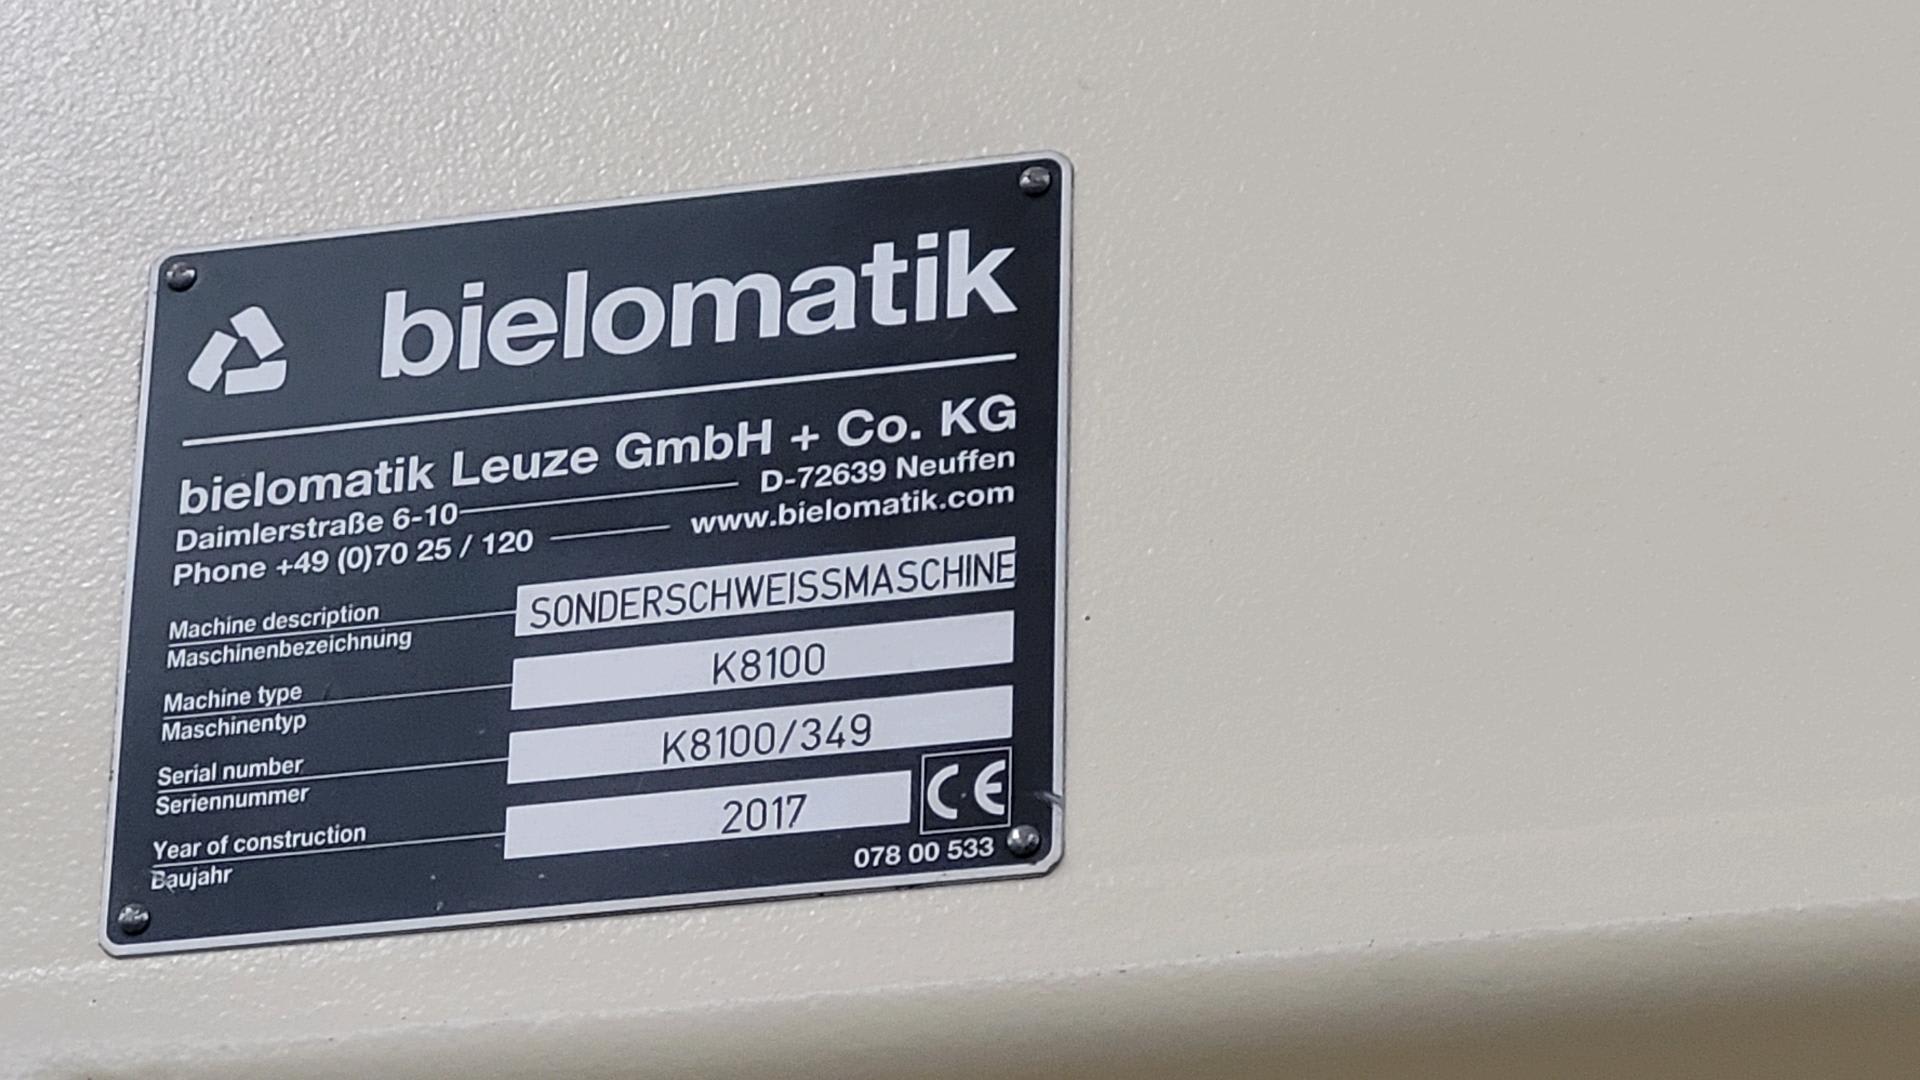 bielomatik
bielomatik Leuze GmbH + Co. KG
Daimlerstraße 6-10 D-72639 Neuffen
Phone +49 (0)70 25 / 120 www.bielomatik.com
Machine description SONDERSCHWEISSMASCHINE
Maschinenbezeichnung
Machine type K8100
Maschinentyp
Serial number K8100/349
Seriennummer
Year of construction 2017 CE
Baujahr
078 00 533